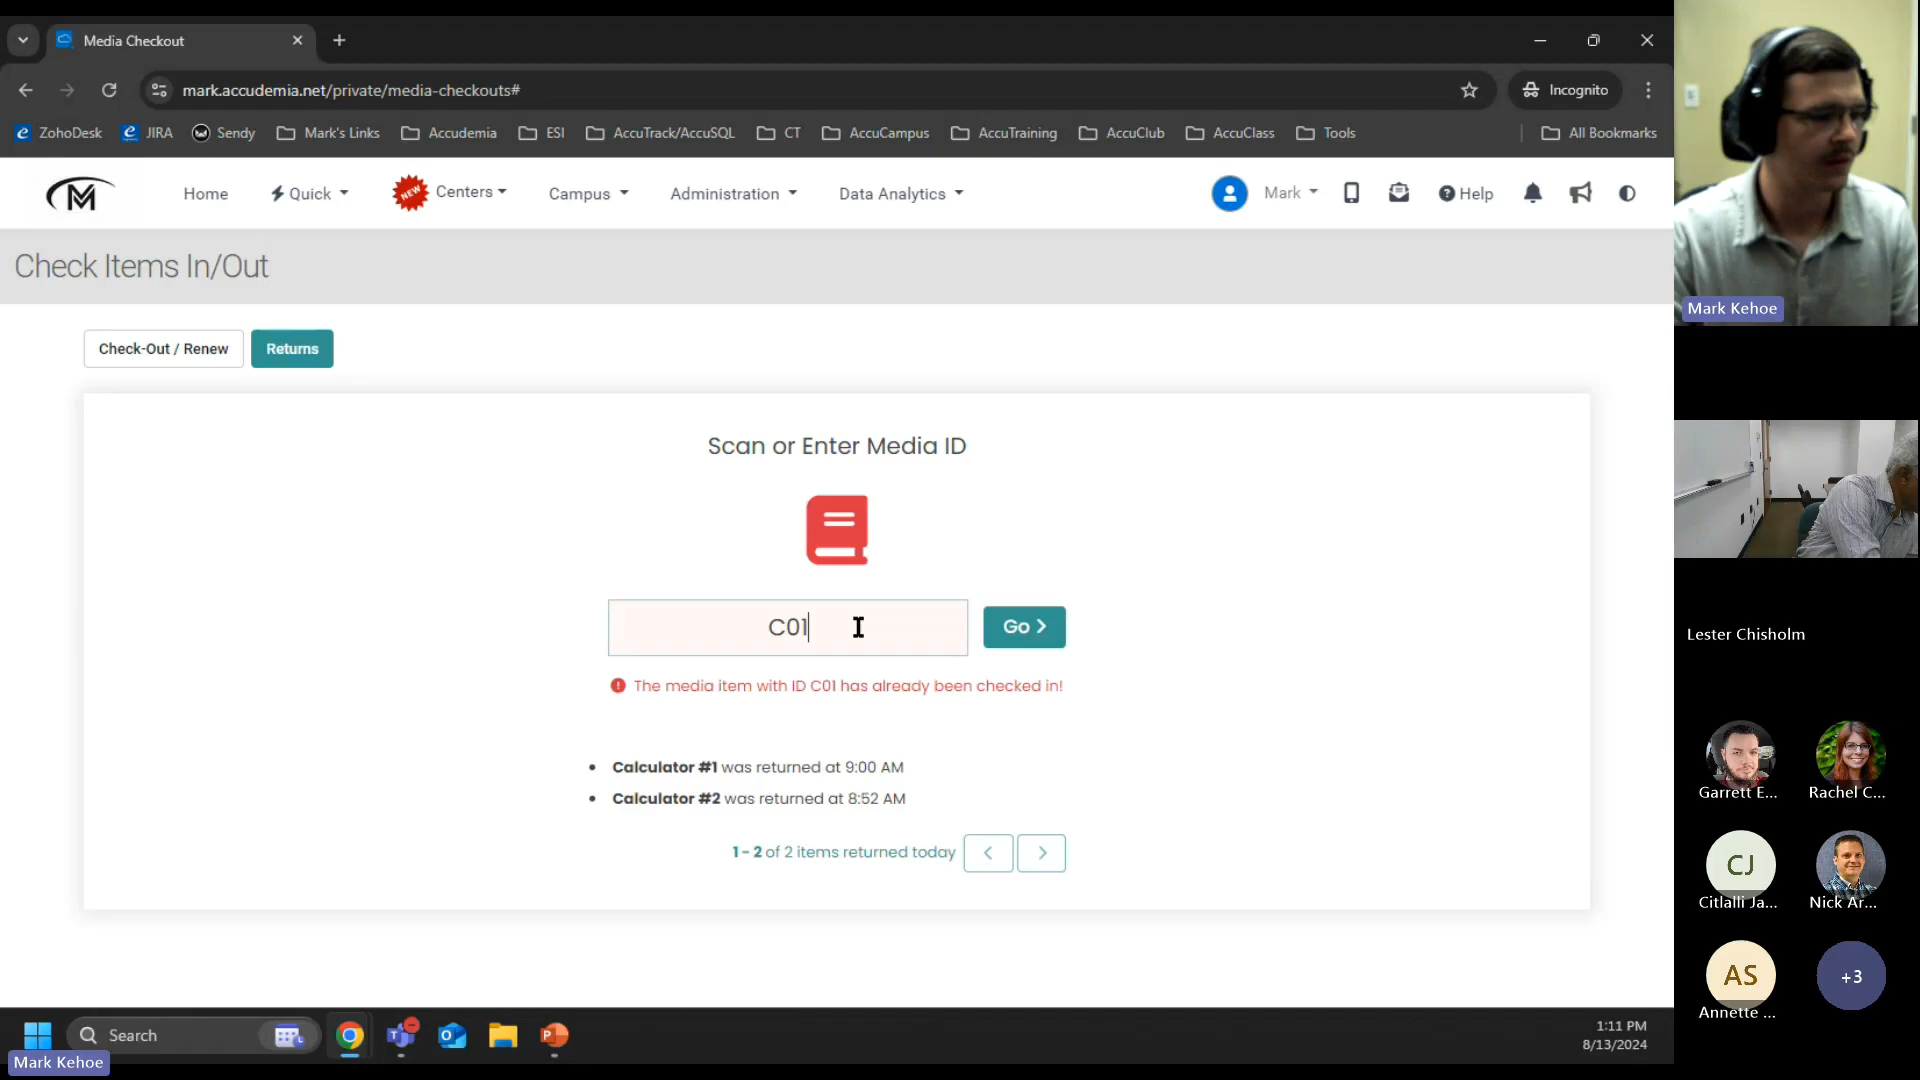 Media Checkout
mark.accudemia.net/private/media-checkouts#
Incognito
ZohoDesk
JIRA
Sendy
Mark's Links
Accudemia
ESI
AccuTrack/AccuSQL
CT
AccuCampus
AccuTraining
AccuClub
AccuClass
Tools
All Bookmarks
M
Home
Quick
NEW
Centers
Campus
Administration
Data Analytics
Mark
Help
Check Items In/Out
Check-Out / Renew
Returns
Scan or Enter Media ID
C01
Go
The media item with ID C01 has already been checked in!
Calculator #1 was returned at 9:00 AM
Calculator #2 was returned at 8:52 AM
1 - 2 of 2 items returned today
Search
1:11 PM
8/13/2024
Mark Kehoe
Mark Kehoe
Lester Chisholm
Garrett E...
Rachel C...
CJ
Citlalli Ja...
Nick Ar...
AS
Annette ...
+3